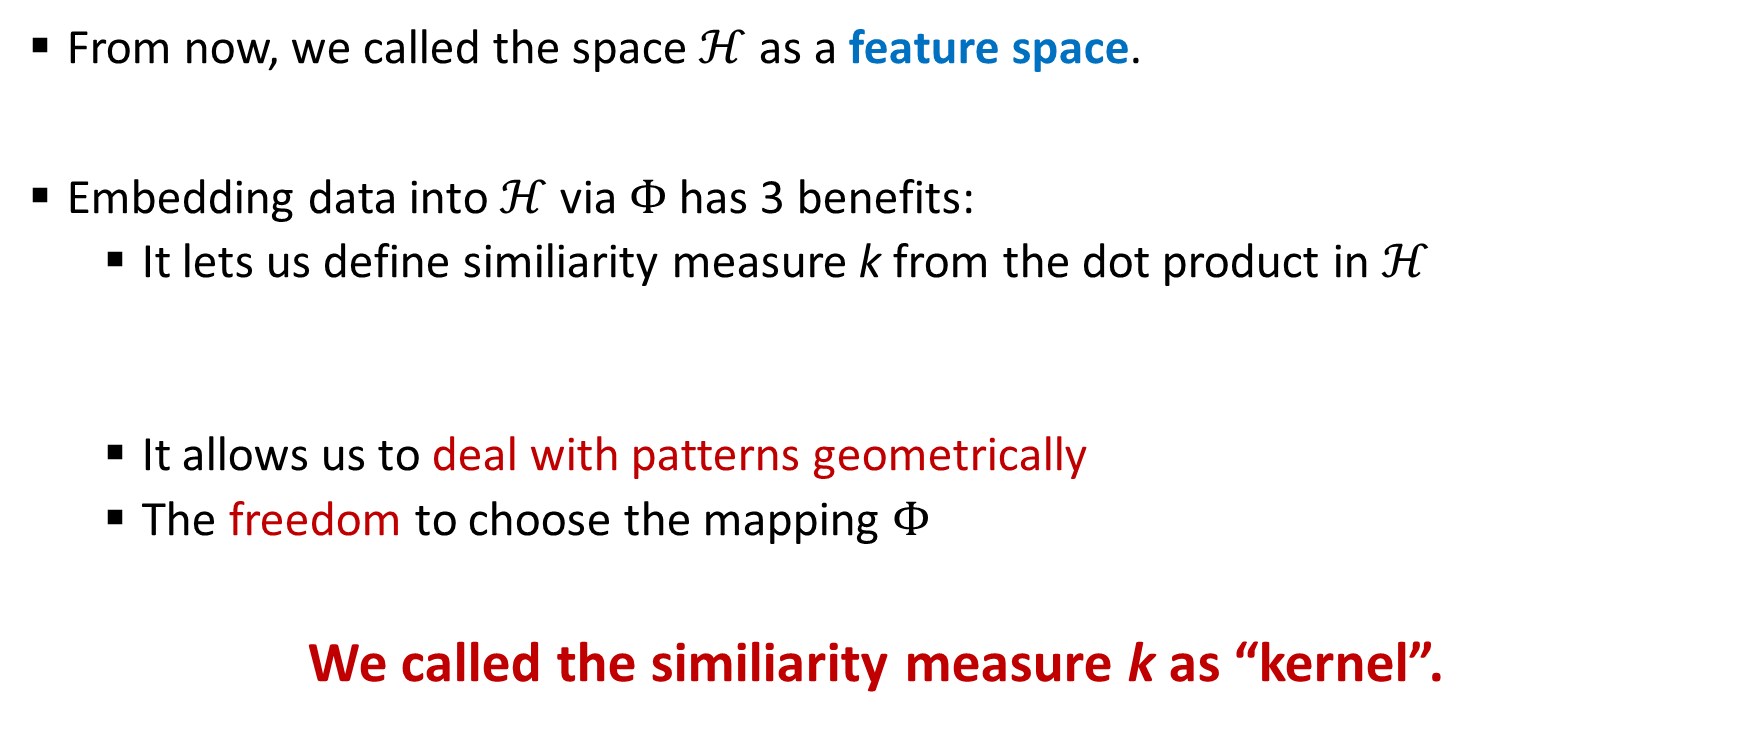 ▪ From now, we called the space ℋ as a feature space.
▪ Embedding data into ℋ via Φ has 3 benefits:
▪ It lets us define similiarity measure k from the dot product in ℋ
▪ It allows us to deal with patterns geometrically
▪ The freedom to choose the mapping Φ
We called the similiarity measure k as “kernel”.